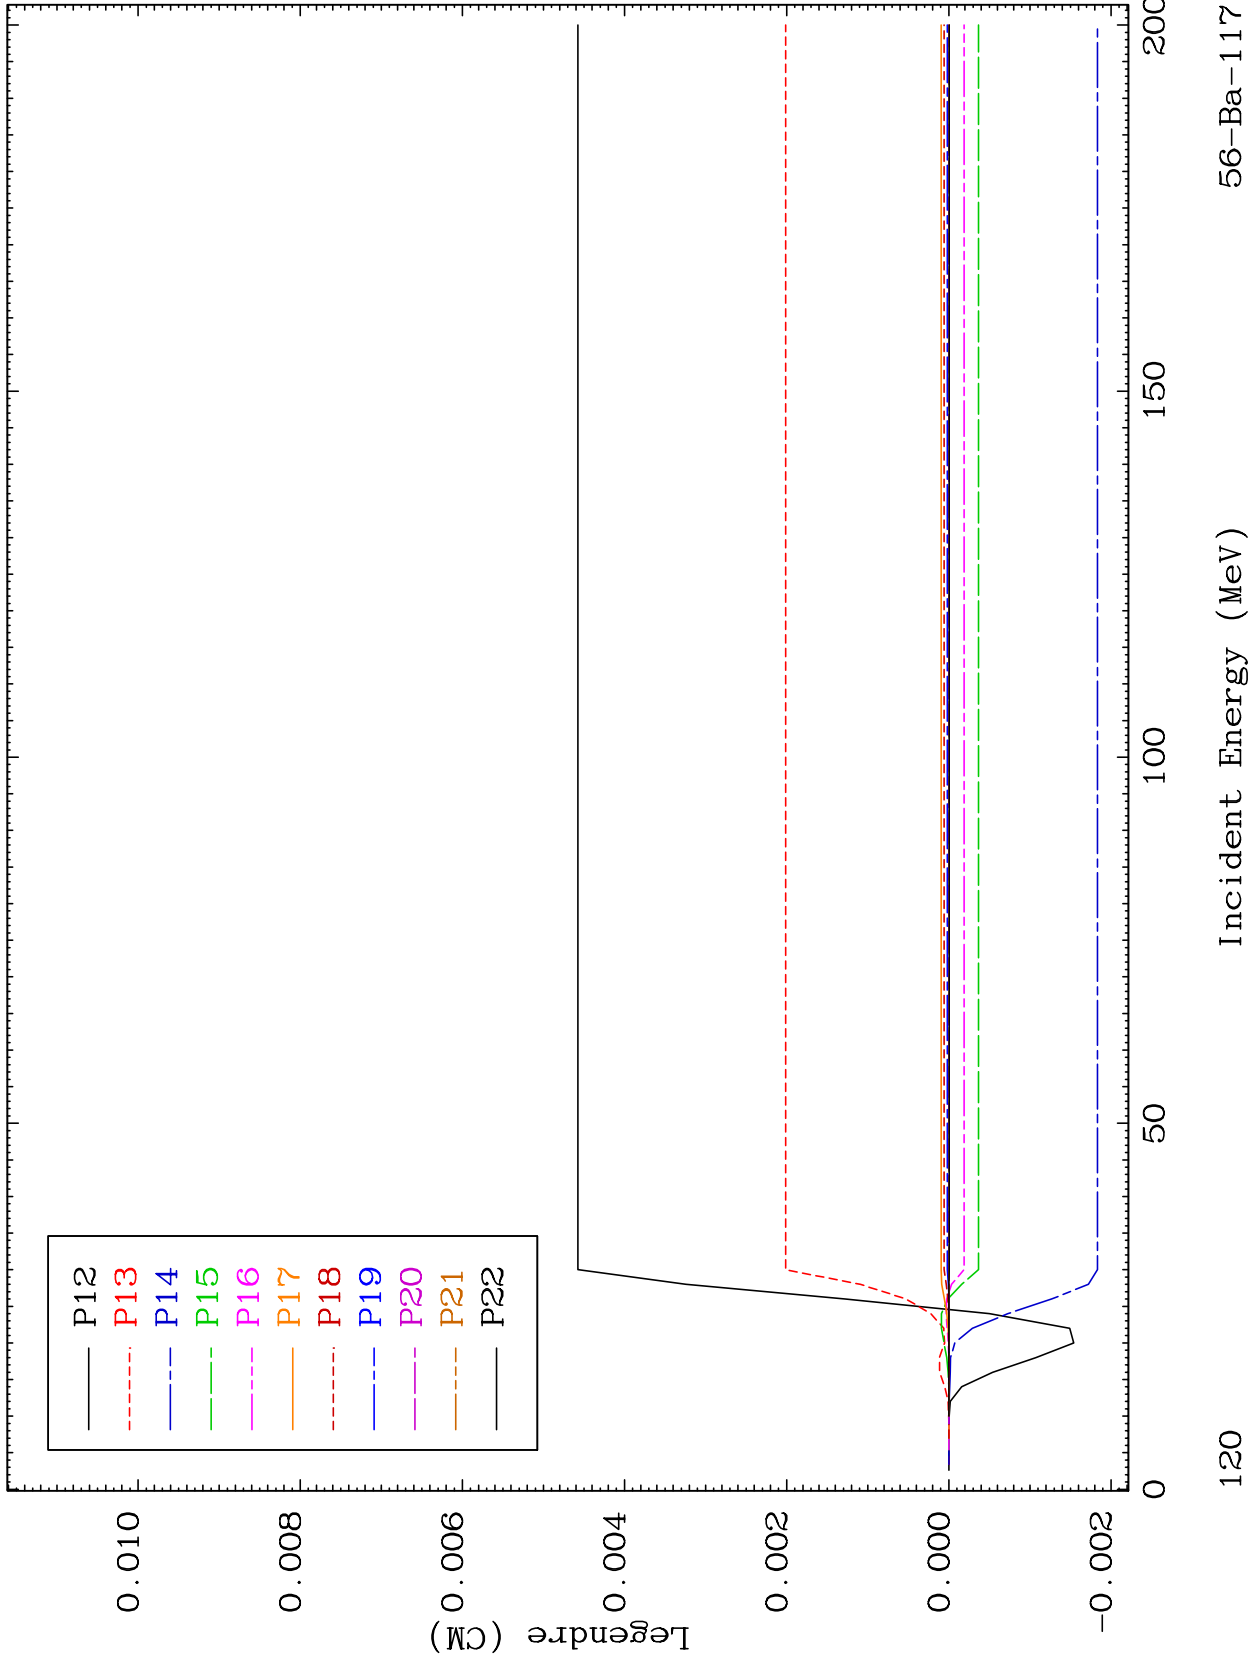 0.010
0.008
0.006
0.004
0.002
0.000
-0.002
Legendre (CM)
P12
P13
P14
P15
P16
P17
P18
P19
P20
P21
P22
0
50
100
150
200
Incident Energy (MeV)
120
56-Ba-117